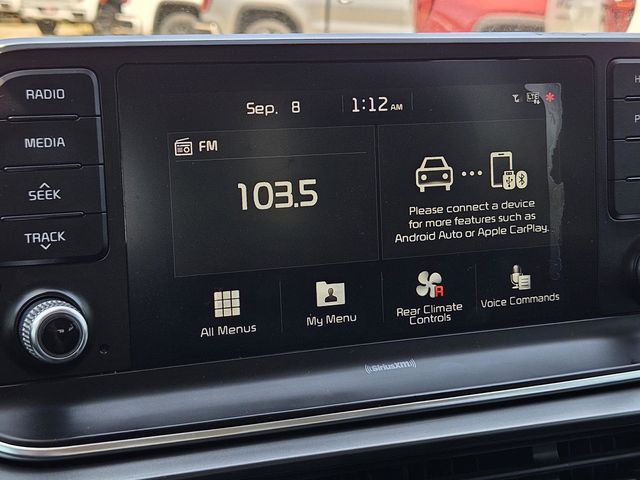 RADIO
MEDIA
SEEK
TRACK
Sep. 8 1:12 AM
LTE
FM
103.5
Please connect a device
for more features such as
Android Auto or Apple CarPlay.
All Menus
My Menu
R
Rear Climate
Controls
Voice Commands
((SiriusXM))
H
P